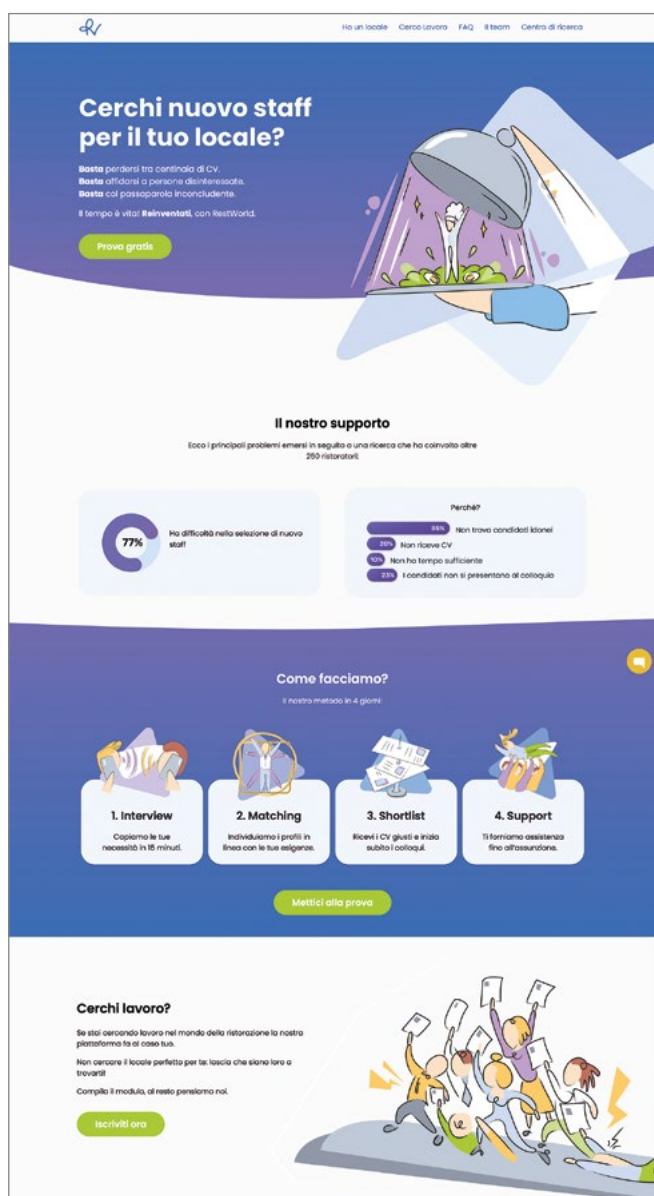 Ho un locale Cerco Lavoro FAQ Il team Centro di ricerca
Cerchi nuovo staff
per il tuo locale?
Basta perdersi tra centinaia di CV.
Basta affidarsi a persone disinteressate.
Basta col passaparola inconcludente.
Il tempo è vita! Reinventati, con RestWorld.
Prova gratis
Il nostro supporto
Ecco i principali problemi emersi in seguito a una ricerca che ha coinvolto oltre
250 ristoratori:
77%
Ha difficoltà nella selezione di nuovo
staff
Perché?
Non trova candidati idonei
Non riceve CV
10% Non ha tempo sufficiente
I candidati non si presentano al colloquio
Come facciamo?
Il nostro metodo in 4 giorni:
1. Interview
Capiamo le tue
necessità in 15 minuti.
2. Matching
Individuiamo i profili in
linea con le tue esigenze.
3. Shortlist
Ricevi i CV giusti e inizia
subito i colloqui.
4. Support
Ti forniamo assistenza
fino all'assunzione.
Mettici alla prova
Cerchi lavoro?
Se stai cercando lavoro nel mondo della ristorazione la nostra
piattaforma fa al caso tuo.
Non cercare il locale perfetto per te: lascia che siano loro a
trovarti!
Compila il modulo, al resto pensiamo noi.
Iscriviti ora